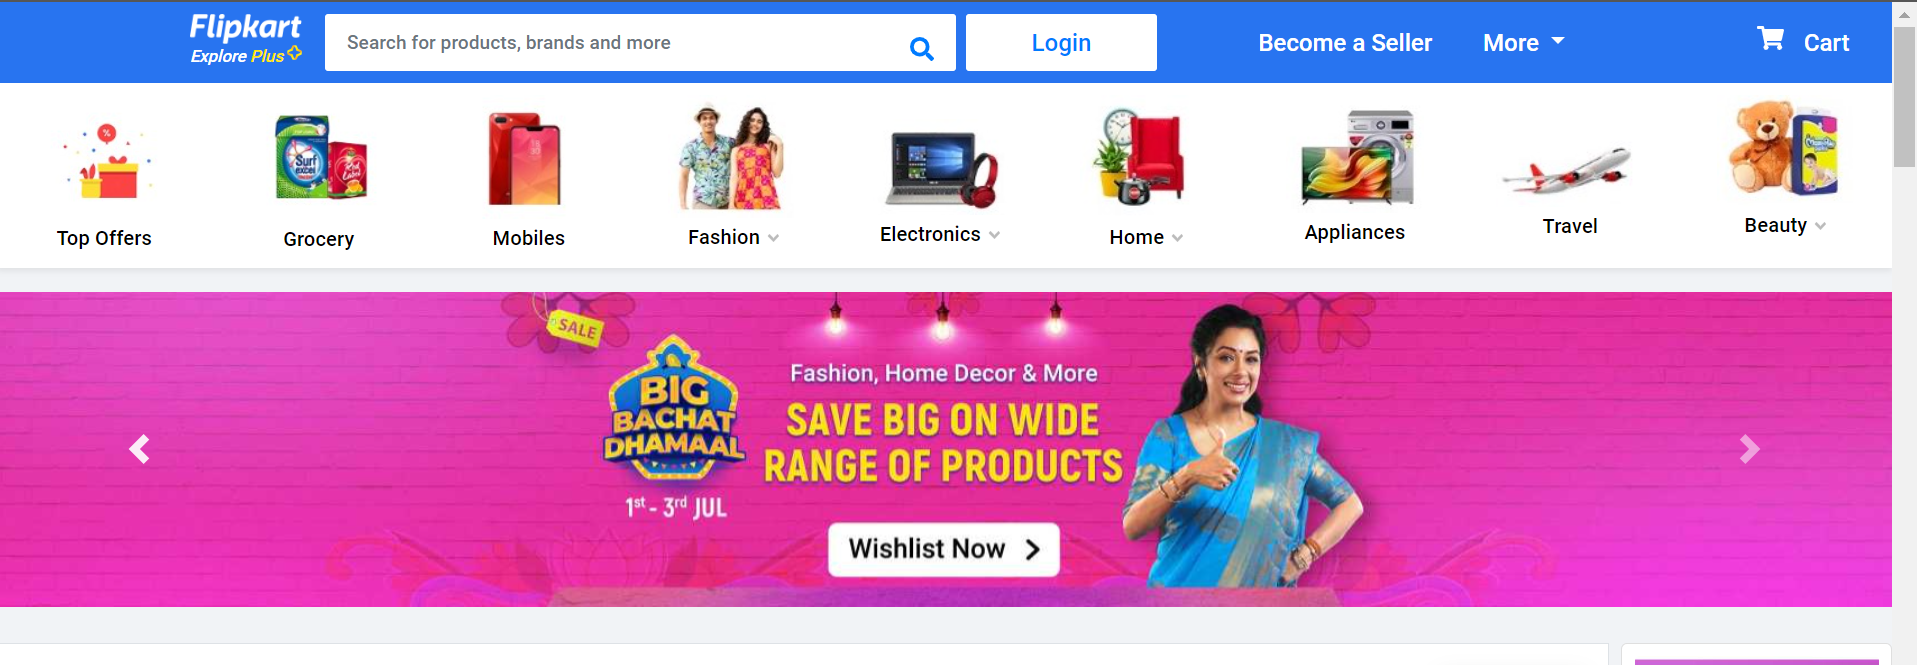 Flipkart
Explore Plus
Search for products, brands and more
Login
Become a Seller
More
Cart
%
Surf excel
Top Offers
Grocery
Mobiles
Fashion
Electronics
Home
Appliances
Travel
Beauty
SALE
BIG
BACHAT
DHAMAAL
1st - 3rd JUL
Fashion, Home Decor & More
SAVE BIG ON WIDE
RANGE OF PRODUCTS
Wishlist Now